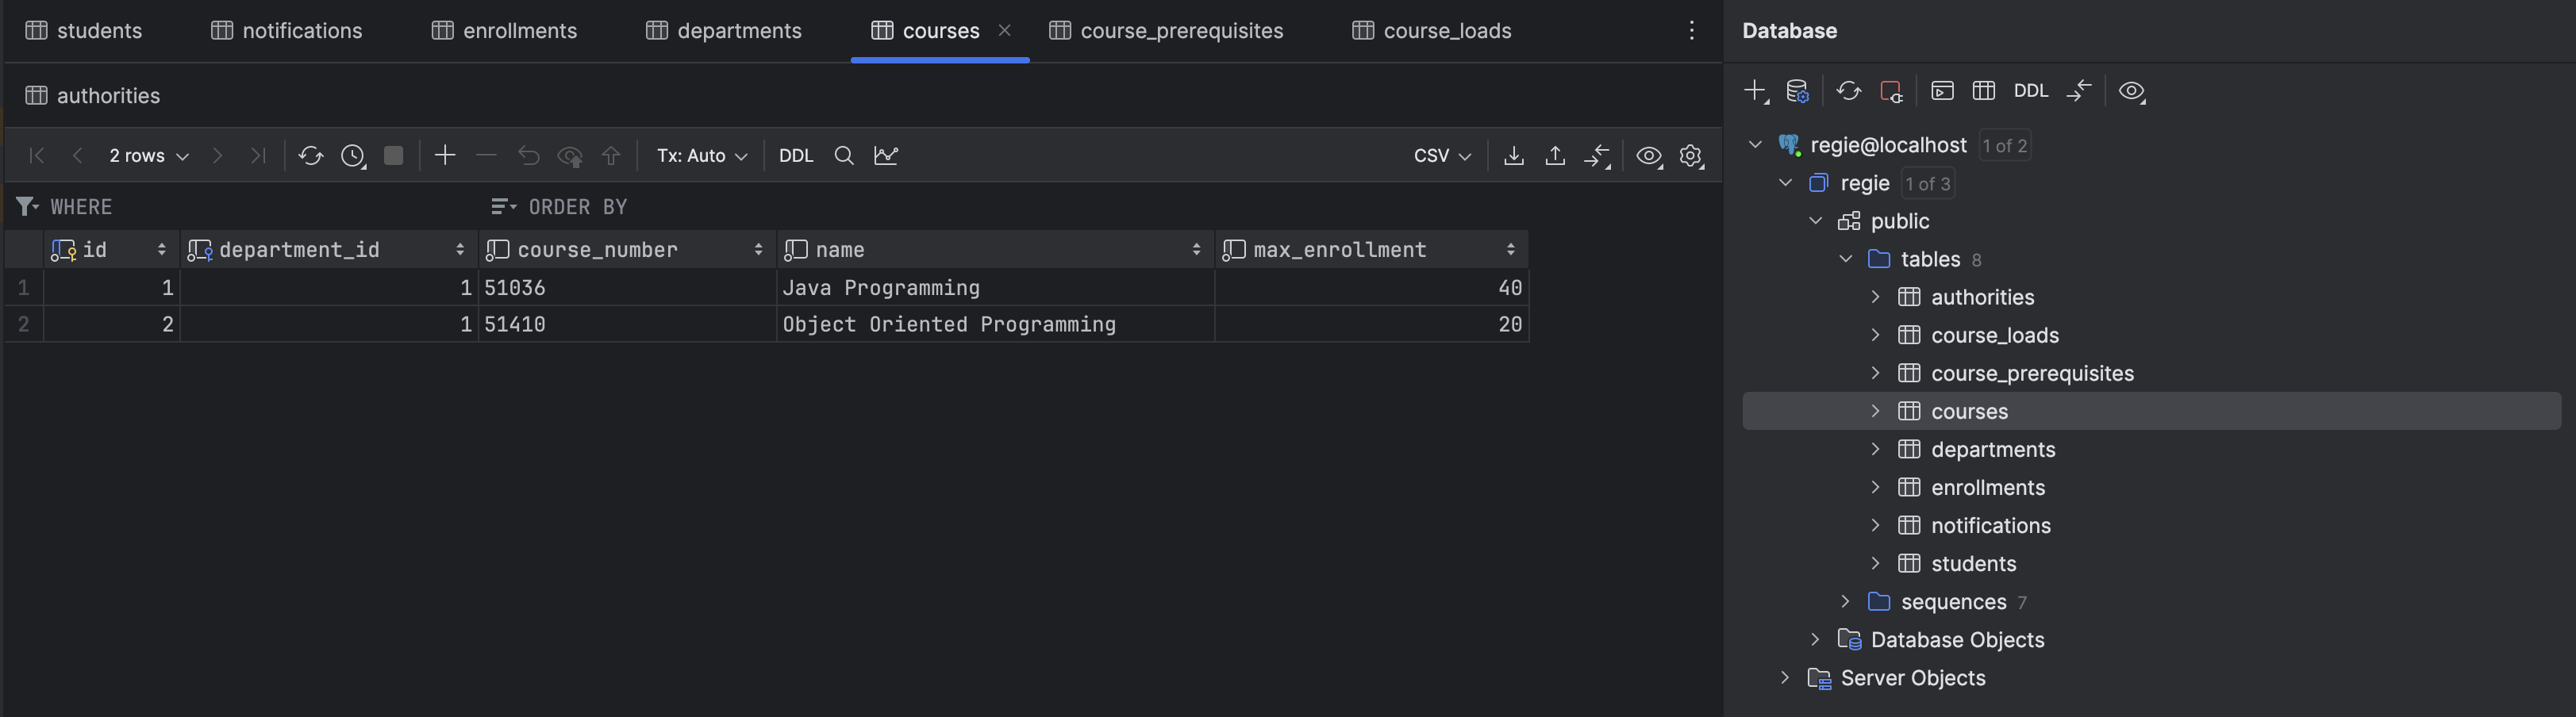 students notifications enrollments departments courses course_prerequisites course_loads
authorities
2 rows Tx: Auto DDL CSV
WHERE ORDER BY
id department_id course_number name max_enrollment
1 1 1 51036 Java Programming 40
2 2 1 51410 Object Oriented Programming 20
Database
DDL
regie@localhost 1 of 2
regie 1 of 3
public
tables 8
authorities
course_loads
course_prerequisites
courses
departments
enrollments
notifications
students
sequences 7
Database Objects
Server Objects